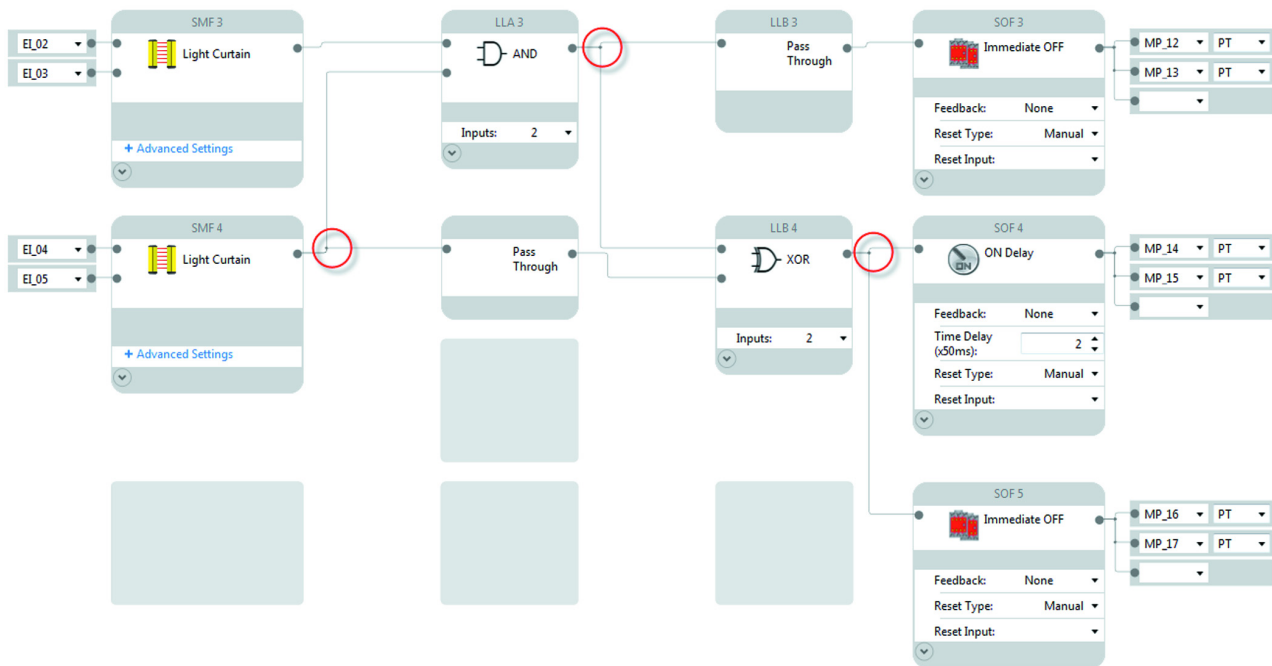 SMF 3
EI_02
EI_03
Light Curtain
+ Advanced Settings
LLA 3
AND
Inputs: 2
LLB 3
Pass
Through
SOF 3
Immediate OFF
Feedback: None
Reset Type: Manual
Reset Input:
MP_12 PT
MP_13 PT
SMF 4
EI_04
EI_05
Light Curtain
+ Advanced Settings
Pass
Through
LLB 4
XOR
Inputs: 2
SOF 4
ON
ON Delay
Feedback: None
Time Delay
(x50ms): 2
Reset Type: Manual
Reset Input:
MP_14 PT
MP_15 PT
SOF 5
Immediate OFF
Feedback: None
Reset Type: Manual
Reset Input:
MP_16 PT
MP_17 PT